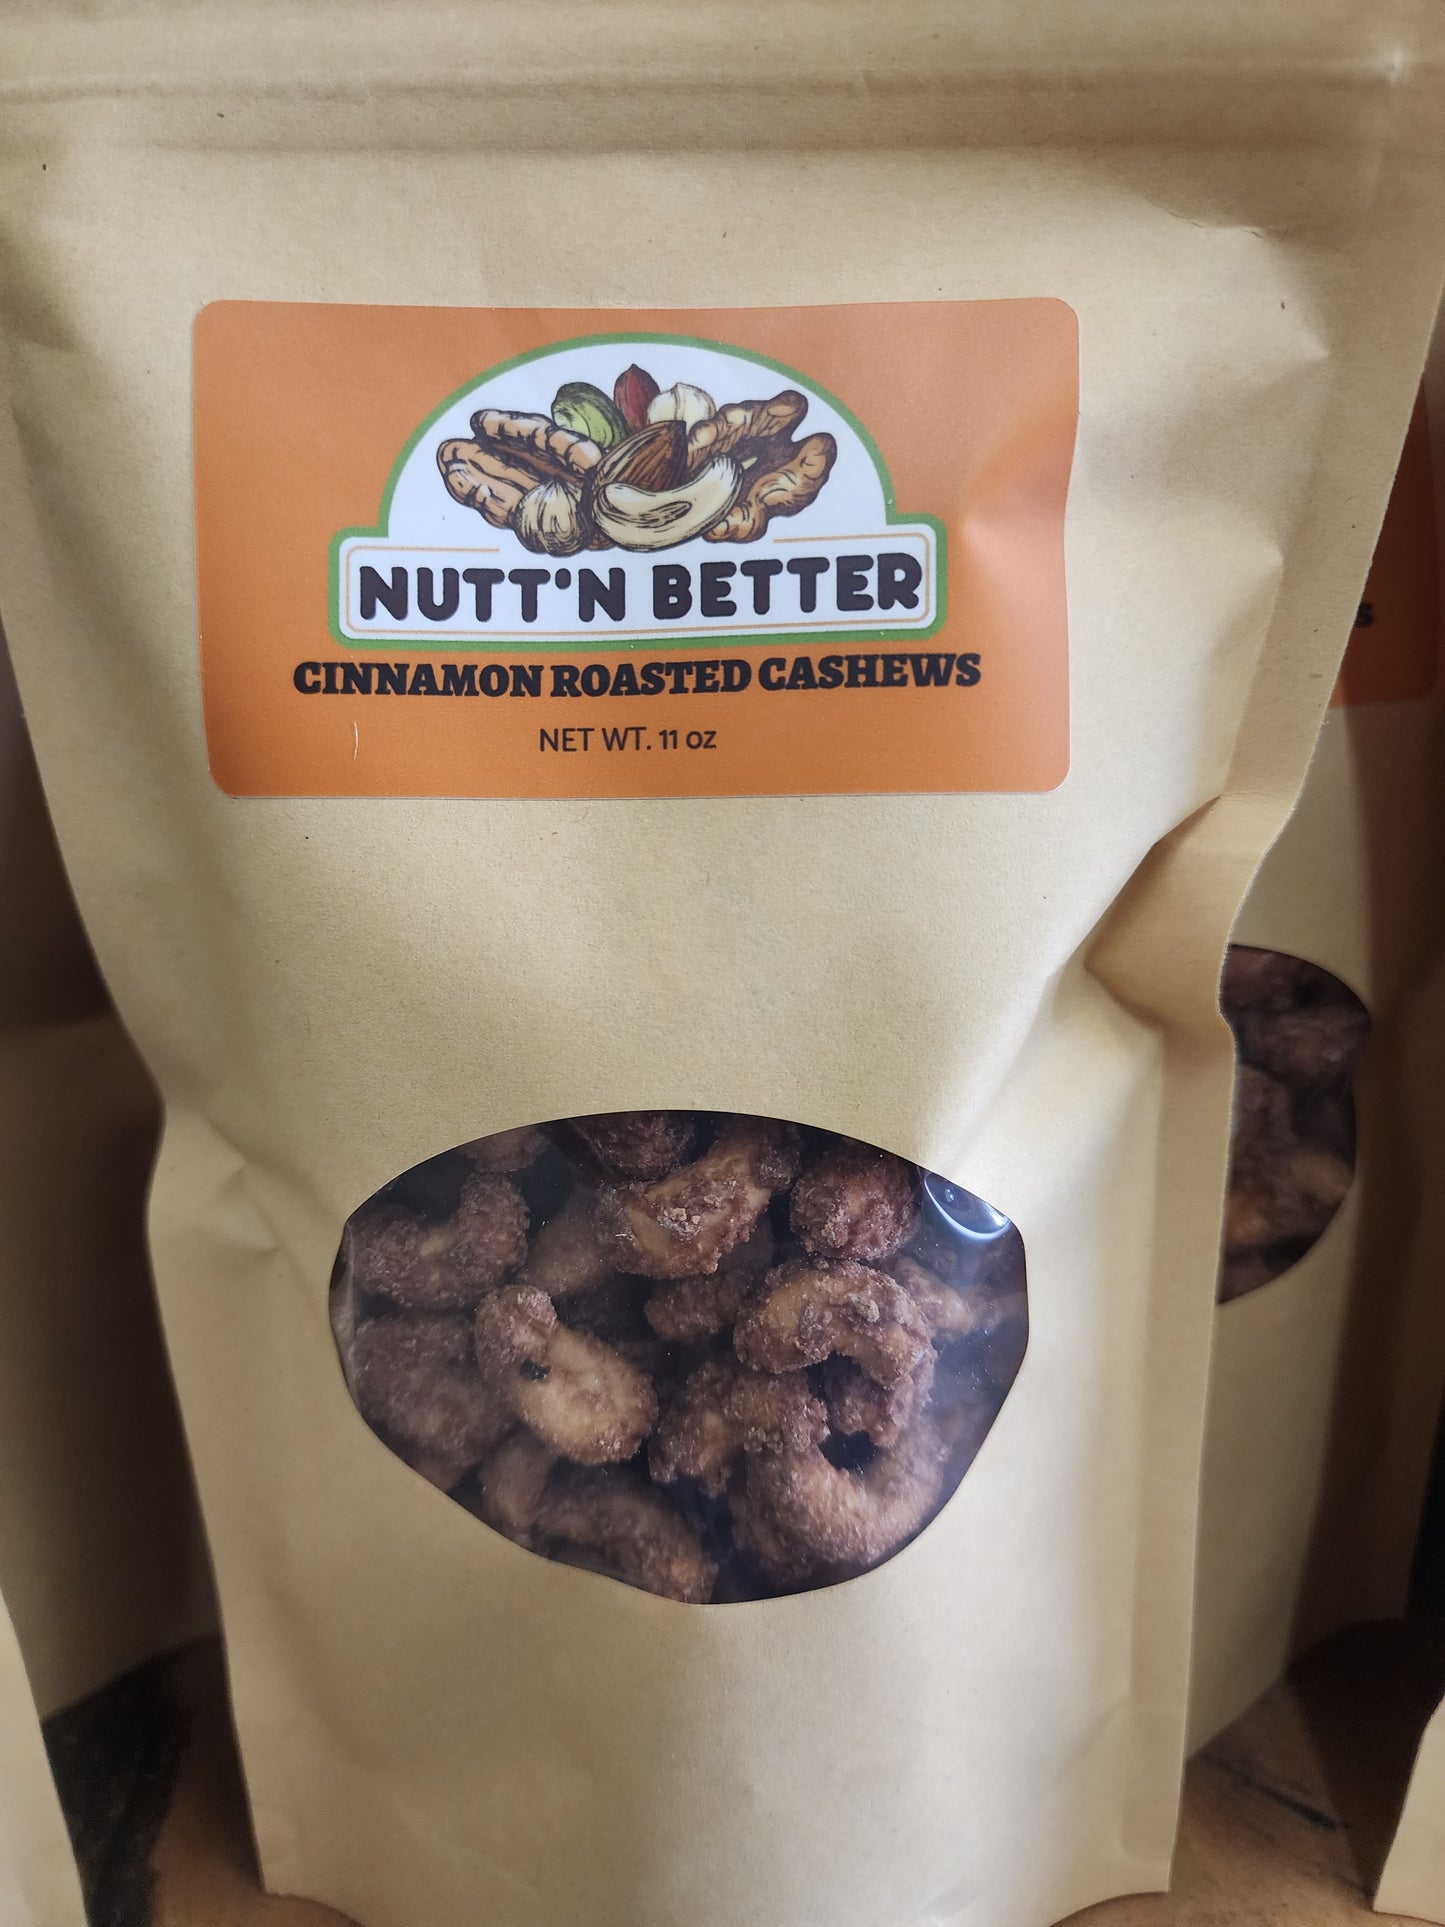 NUTT'N BETTER
CINNAMON ROASTED CASHEWS
NET WT. 11 oz